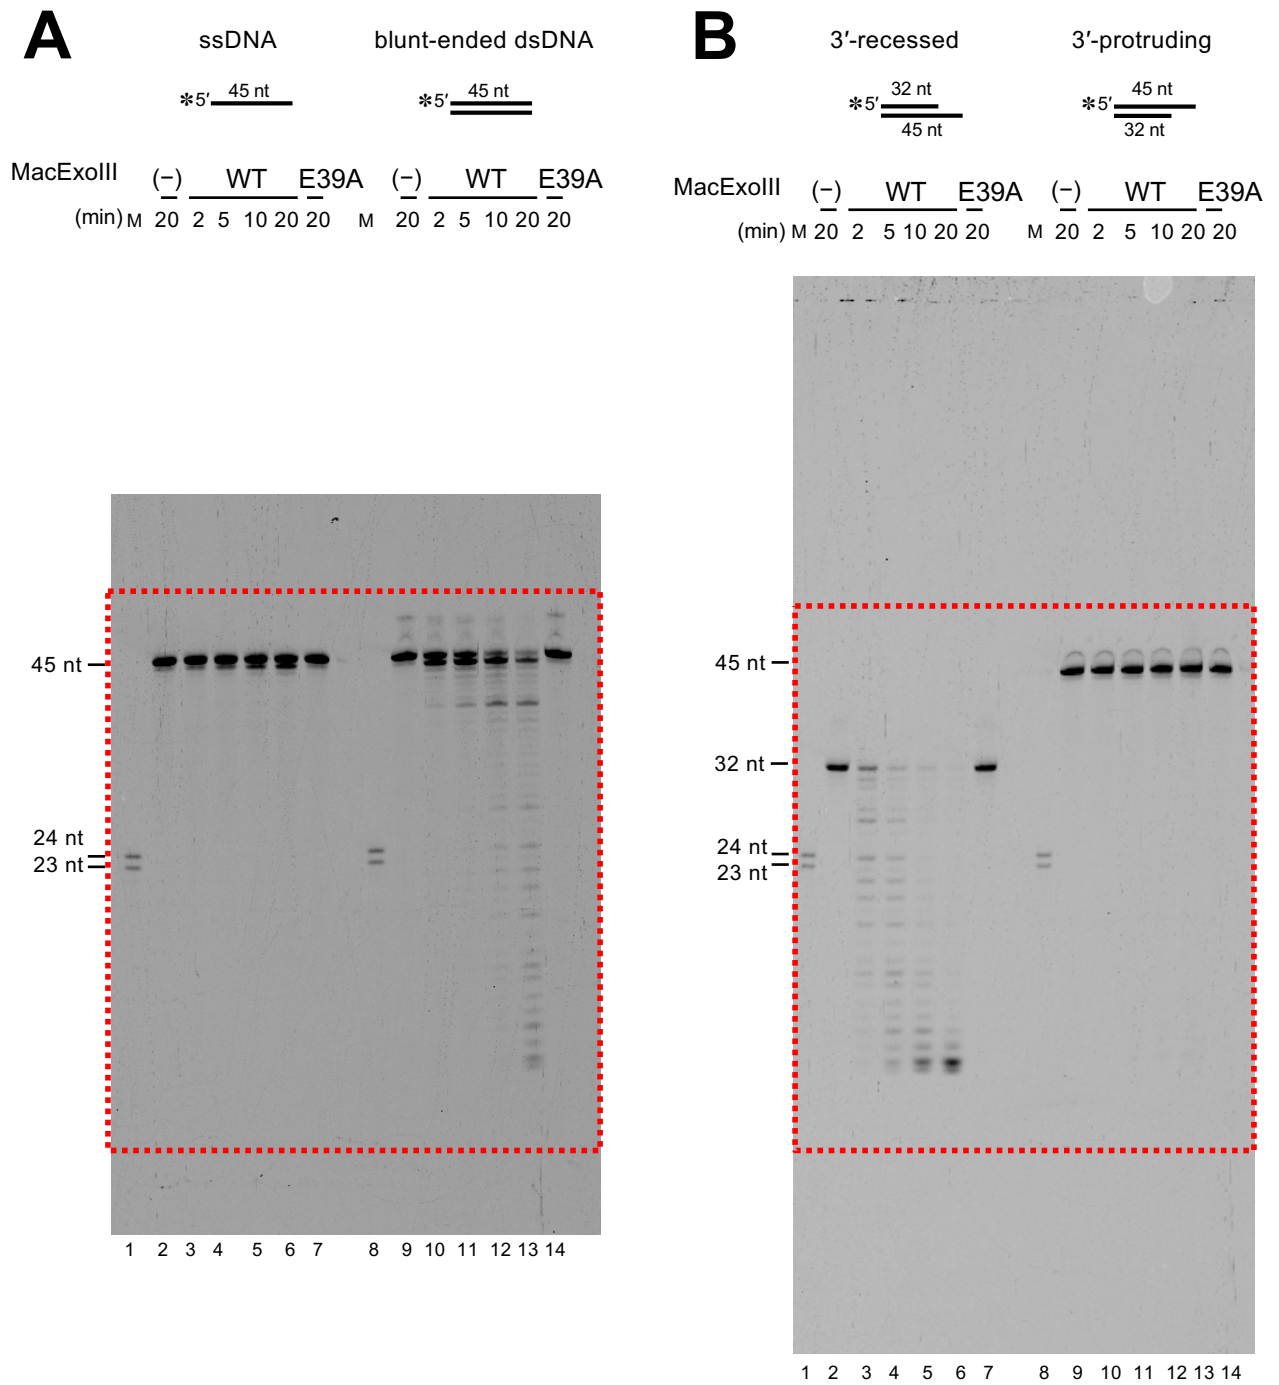 A
ssDNA blunt-ended dsDNA
*5′ 45 nt *5′ 45 nt
MacExoIII (−) WT E39A (−) WT E39A
(min) M 20 2 5 10 20 20 M 20 2 5 10 20 20
45 nt
24 nt
23 nt
1 2 3 4 5 6 7 8 9 10 11 12 13 14
B
3′-recessed 3′-protruding
32 nt 45 nt
*5′ *5′
45 nt 32 nt
MacExoIII (−) WT E39A (−) WT E39A
(min) M 20 2 5 10 20 20 M 20 2 5 10 20 20
45 nt
32 nt
24 nt
23 nt
1 2 3 4 5 6 7 8 9 10 11 12 13 14